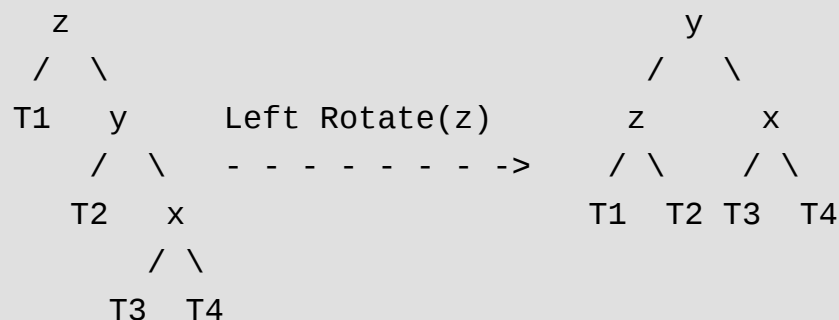 z                                y
/  \                            /   \
T1   y     Left Rotate(z)       z      x
/  \   - - - - - - - ->    / \    / \
T2   x                     T1  T2 T3  T4
/ \
T3  T4